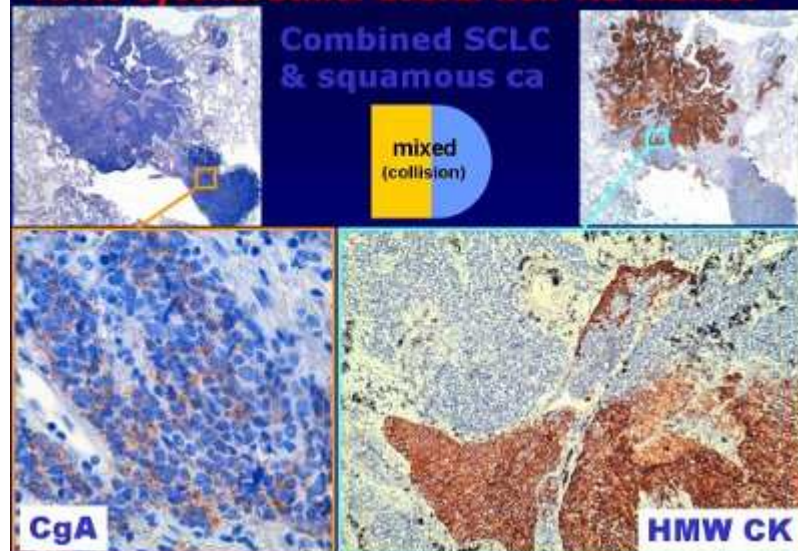 Combined SCLC
& squamous ca
mixed
(collision)
CgA
HMW CK